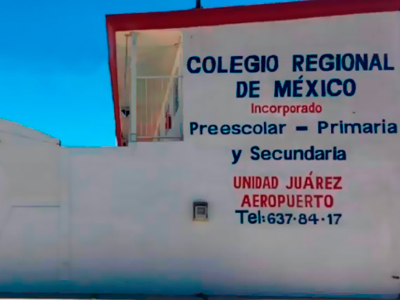 COLEGIO REGIONAL
DE MÉXICO
Incorporado
Preescolar - Primaria
y Secundaria
UNIDAD JUÁREZ
AEROPUERTO
Tel: 637-84-17